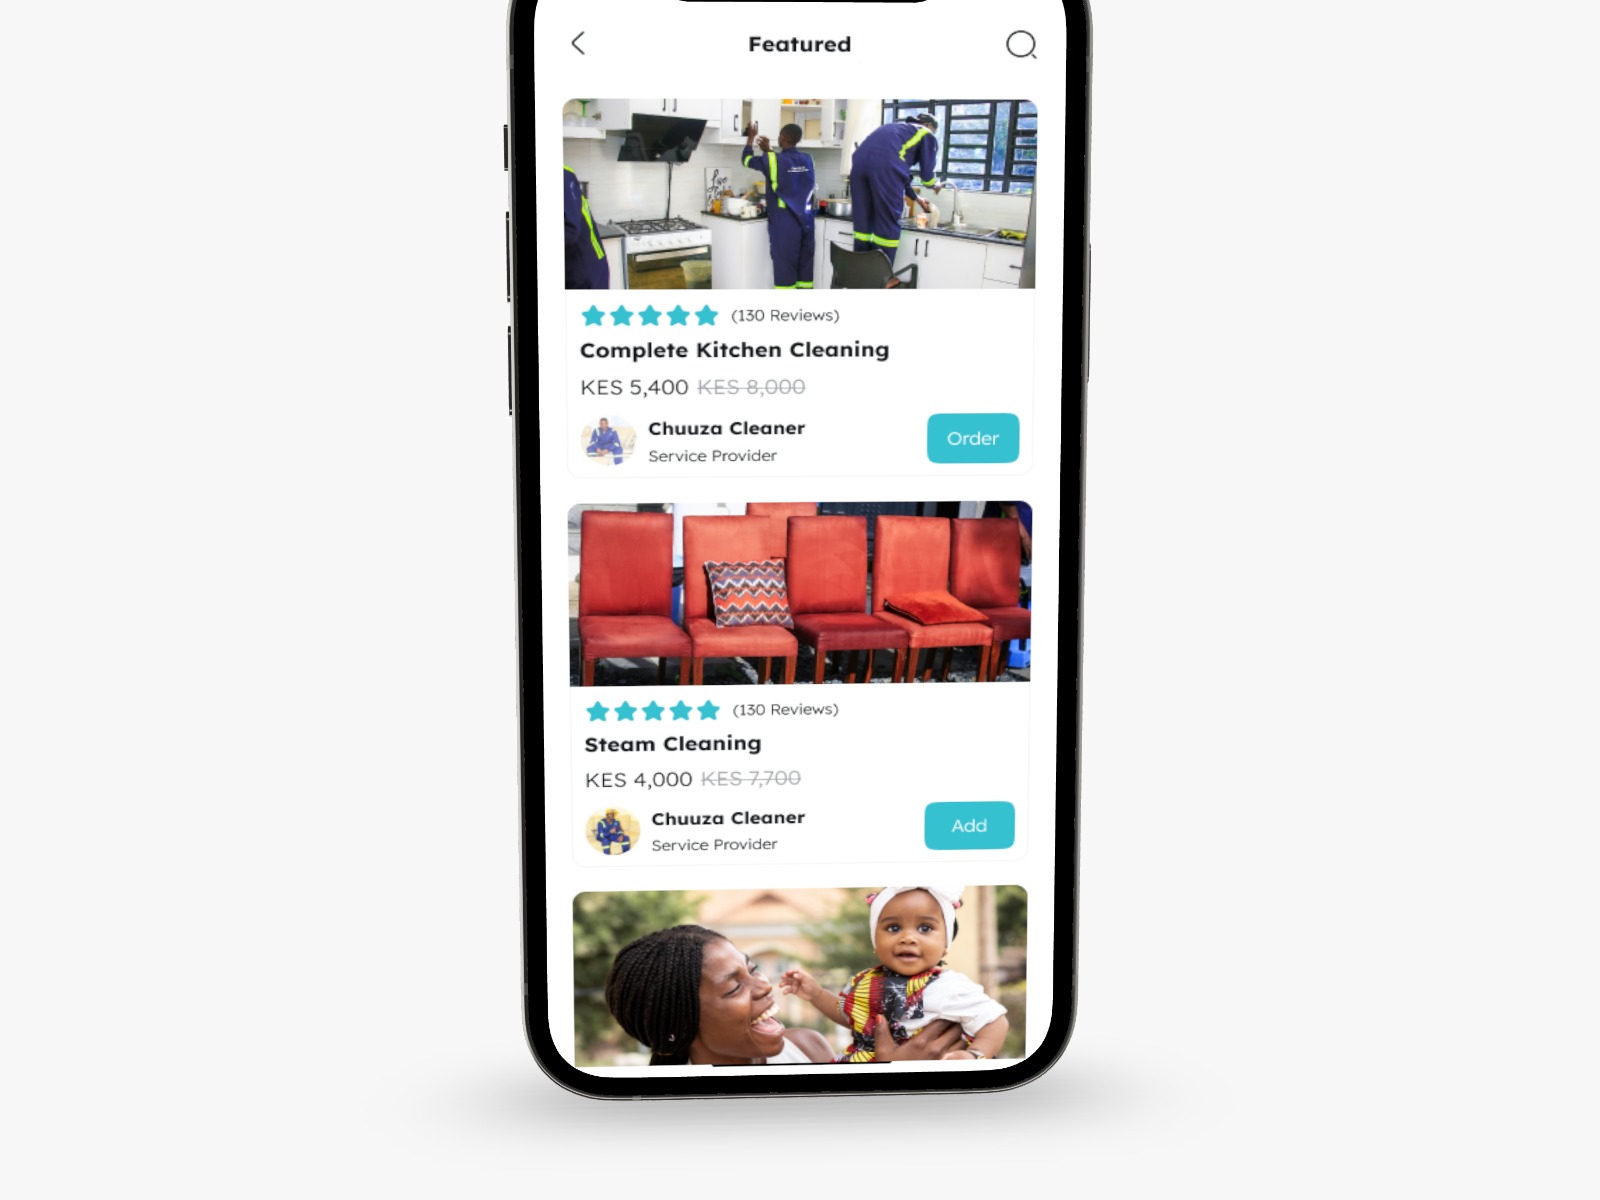 Featured
(130 Reviews)
Complete Kitchen Cleaning
KES 5,400 KES 8,000
Chuuza Cleaner
Service Provider
Order
(130 Reviews)
Steam Cleaning
KES 4,000 KES 7,700
Chuuza Cleaner
Service Provider
Add